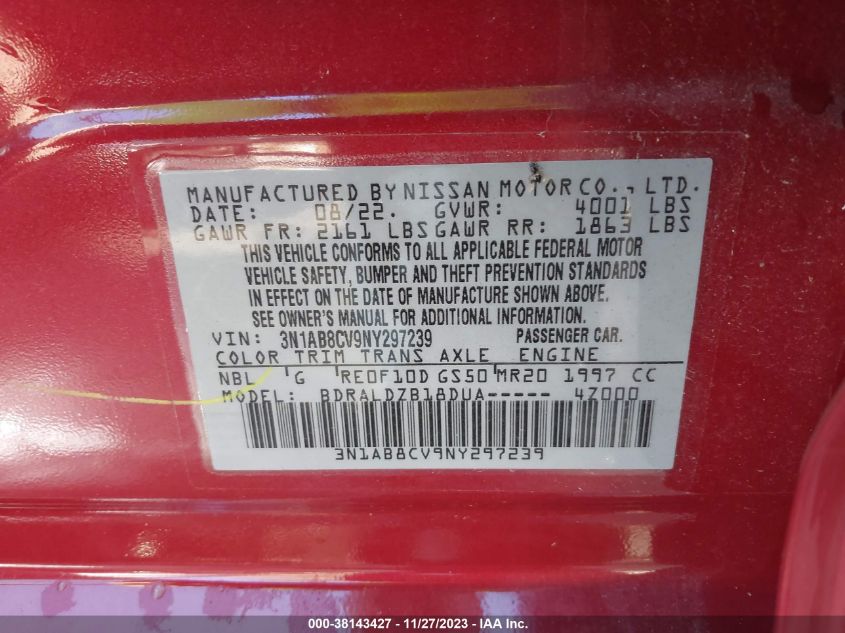 MANUFACTURED BY NISSAN MOTOR CO., LTD.
DATE: 08/22. GVWR: 4001 LBS
GAWR FR: 2161 LBS GAWR RR: 1863 LBS
THIS VEHICLE CONFORMS TO ALL APPLICABLE FEDERAL MOTOR
VEHICLE SAFETY, BUMPER AND THEFT PREVENTION STANDARDS
IN EFFECT ON THE DATE OF MANUFACTURE SHOWN ABOVE.
SEE OWNER'S MANUAL FOR ADDITIONAL INFORMATION.
VIN: 3N1AB8CV9NY297239 PASSENGER CAR.
COLOR TRIM TRANS AXLE ENGINE
NBL G RE0F10D GS50 MR20 1997 CC
MODEL: BDRALDZB18DUA----- 4Z000
3N1AB8CV9NY297239
000-38143427 - 11/27/2023 - IAA Inc.